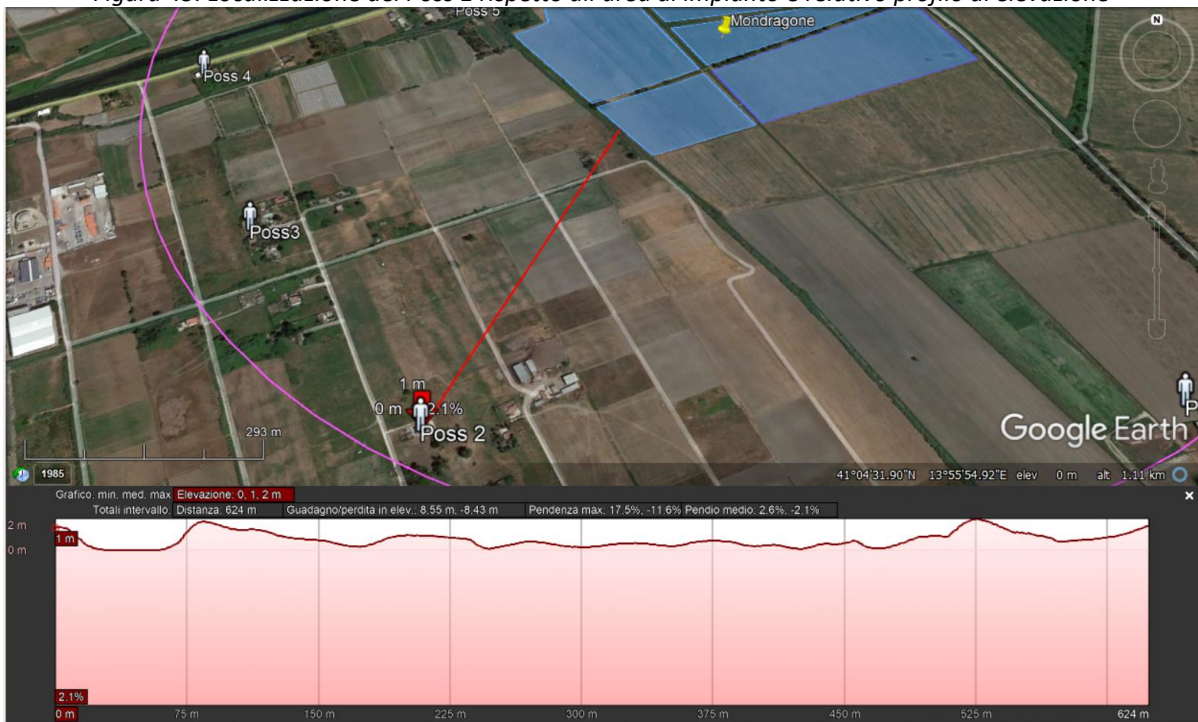 Figura 48: Localizzazione del Poss 2 rispetto all'area di impianto e relativo profilo di elevazione
Poss 5
Mondragone
N
Poss 4
Poss3
1 m
0 m
2.1%
Poss 2
P
293 m
Google Earth
1985
41°04'31.90"N 13°55'54.92"E elev 0 m alt 1.11 km
Grafico: min. med. max Elevazione: 0, 1, 2 m
Totali intervallo: Distanza: 624 m Guadagno/perdita in elev.: 8.55 m, -8.43 m Pendenza max: 17.5%, -11.6% Pendio medio: 2.6%, -2.1%
2 m
1 m
0 m
2.1%
0 m 75 m 150 m 225 m 300 m 375 m 450 m 525 m 624 m